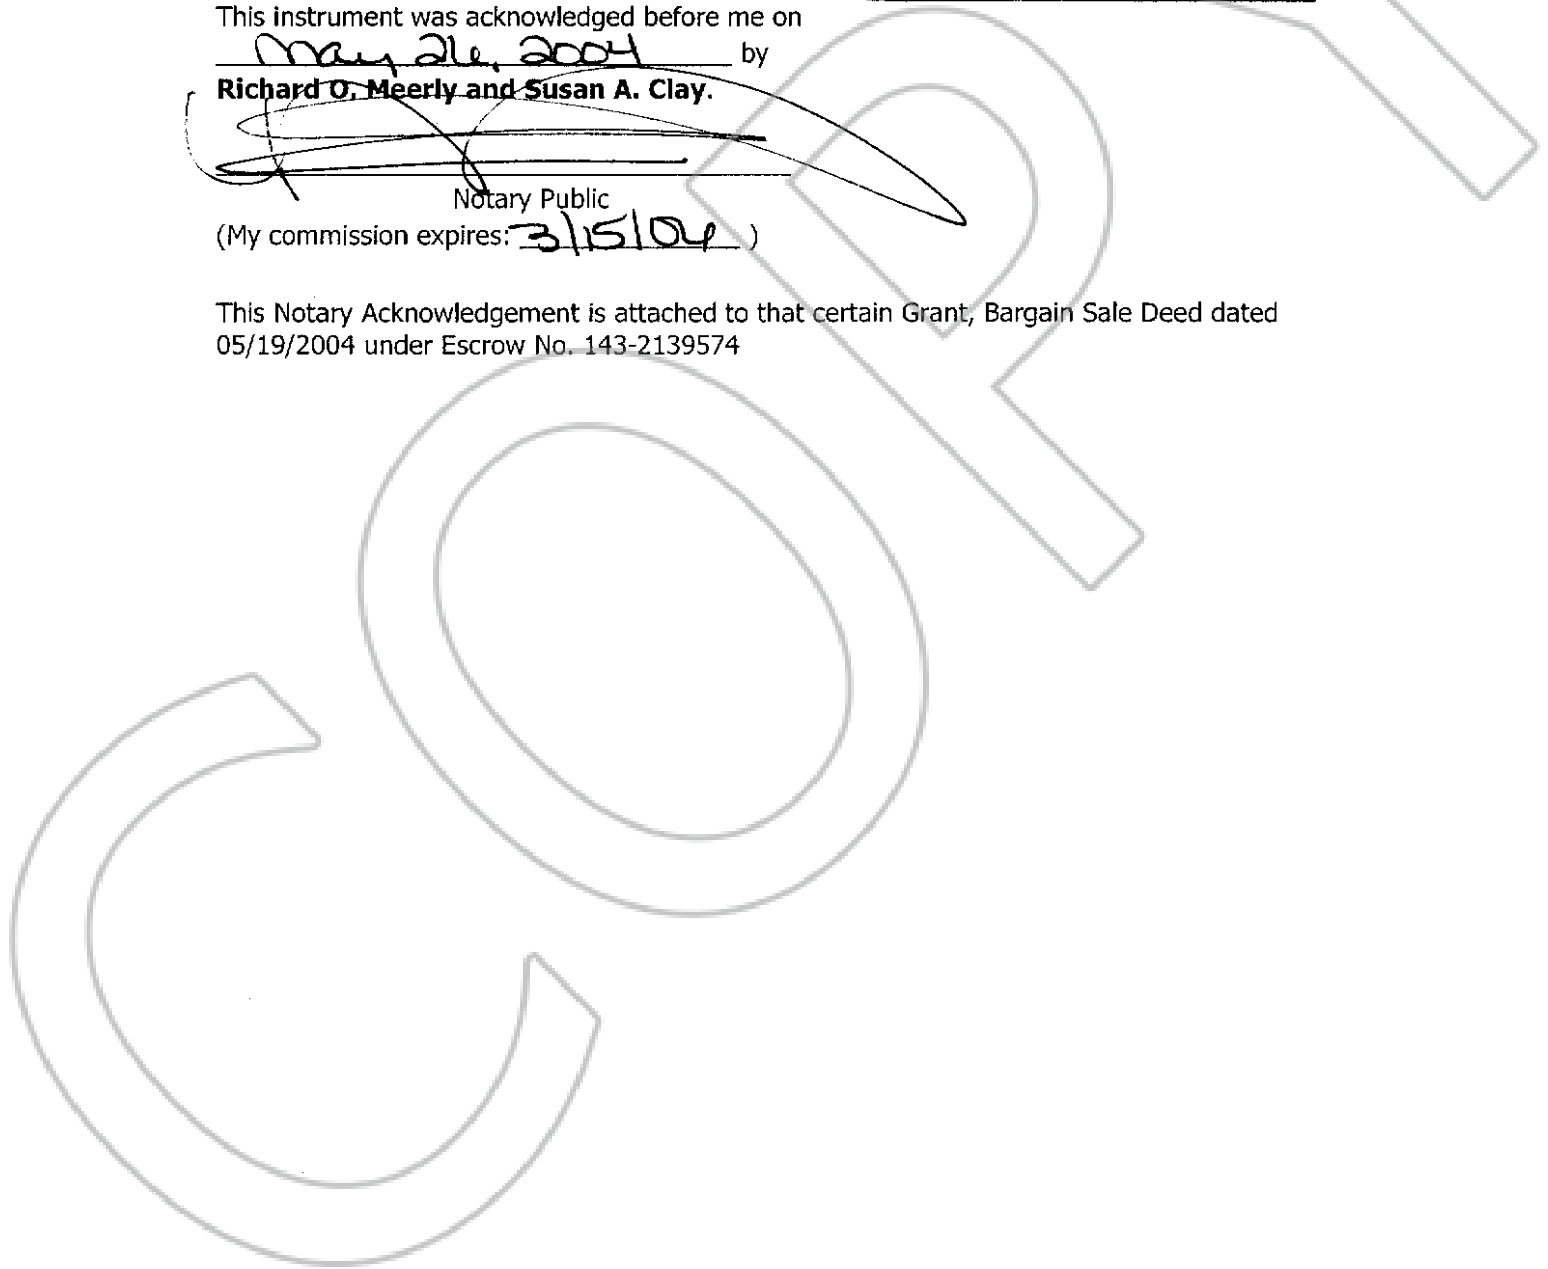 This instrument was acknowledged before me on
May 26, 2004 by
Richard O. Meerly and Susan A. Clay.
Notary Public
(My commission expires: 3/15/06 )
This Notary Acknowledgement is attached to that certain Grant, Bargain Sale Deed dated
05/19/2004 under Escrow No. 143-2139574
COPY